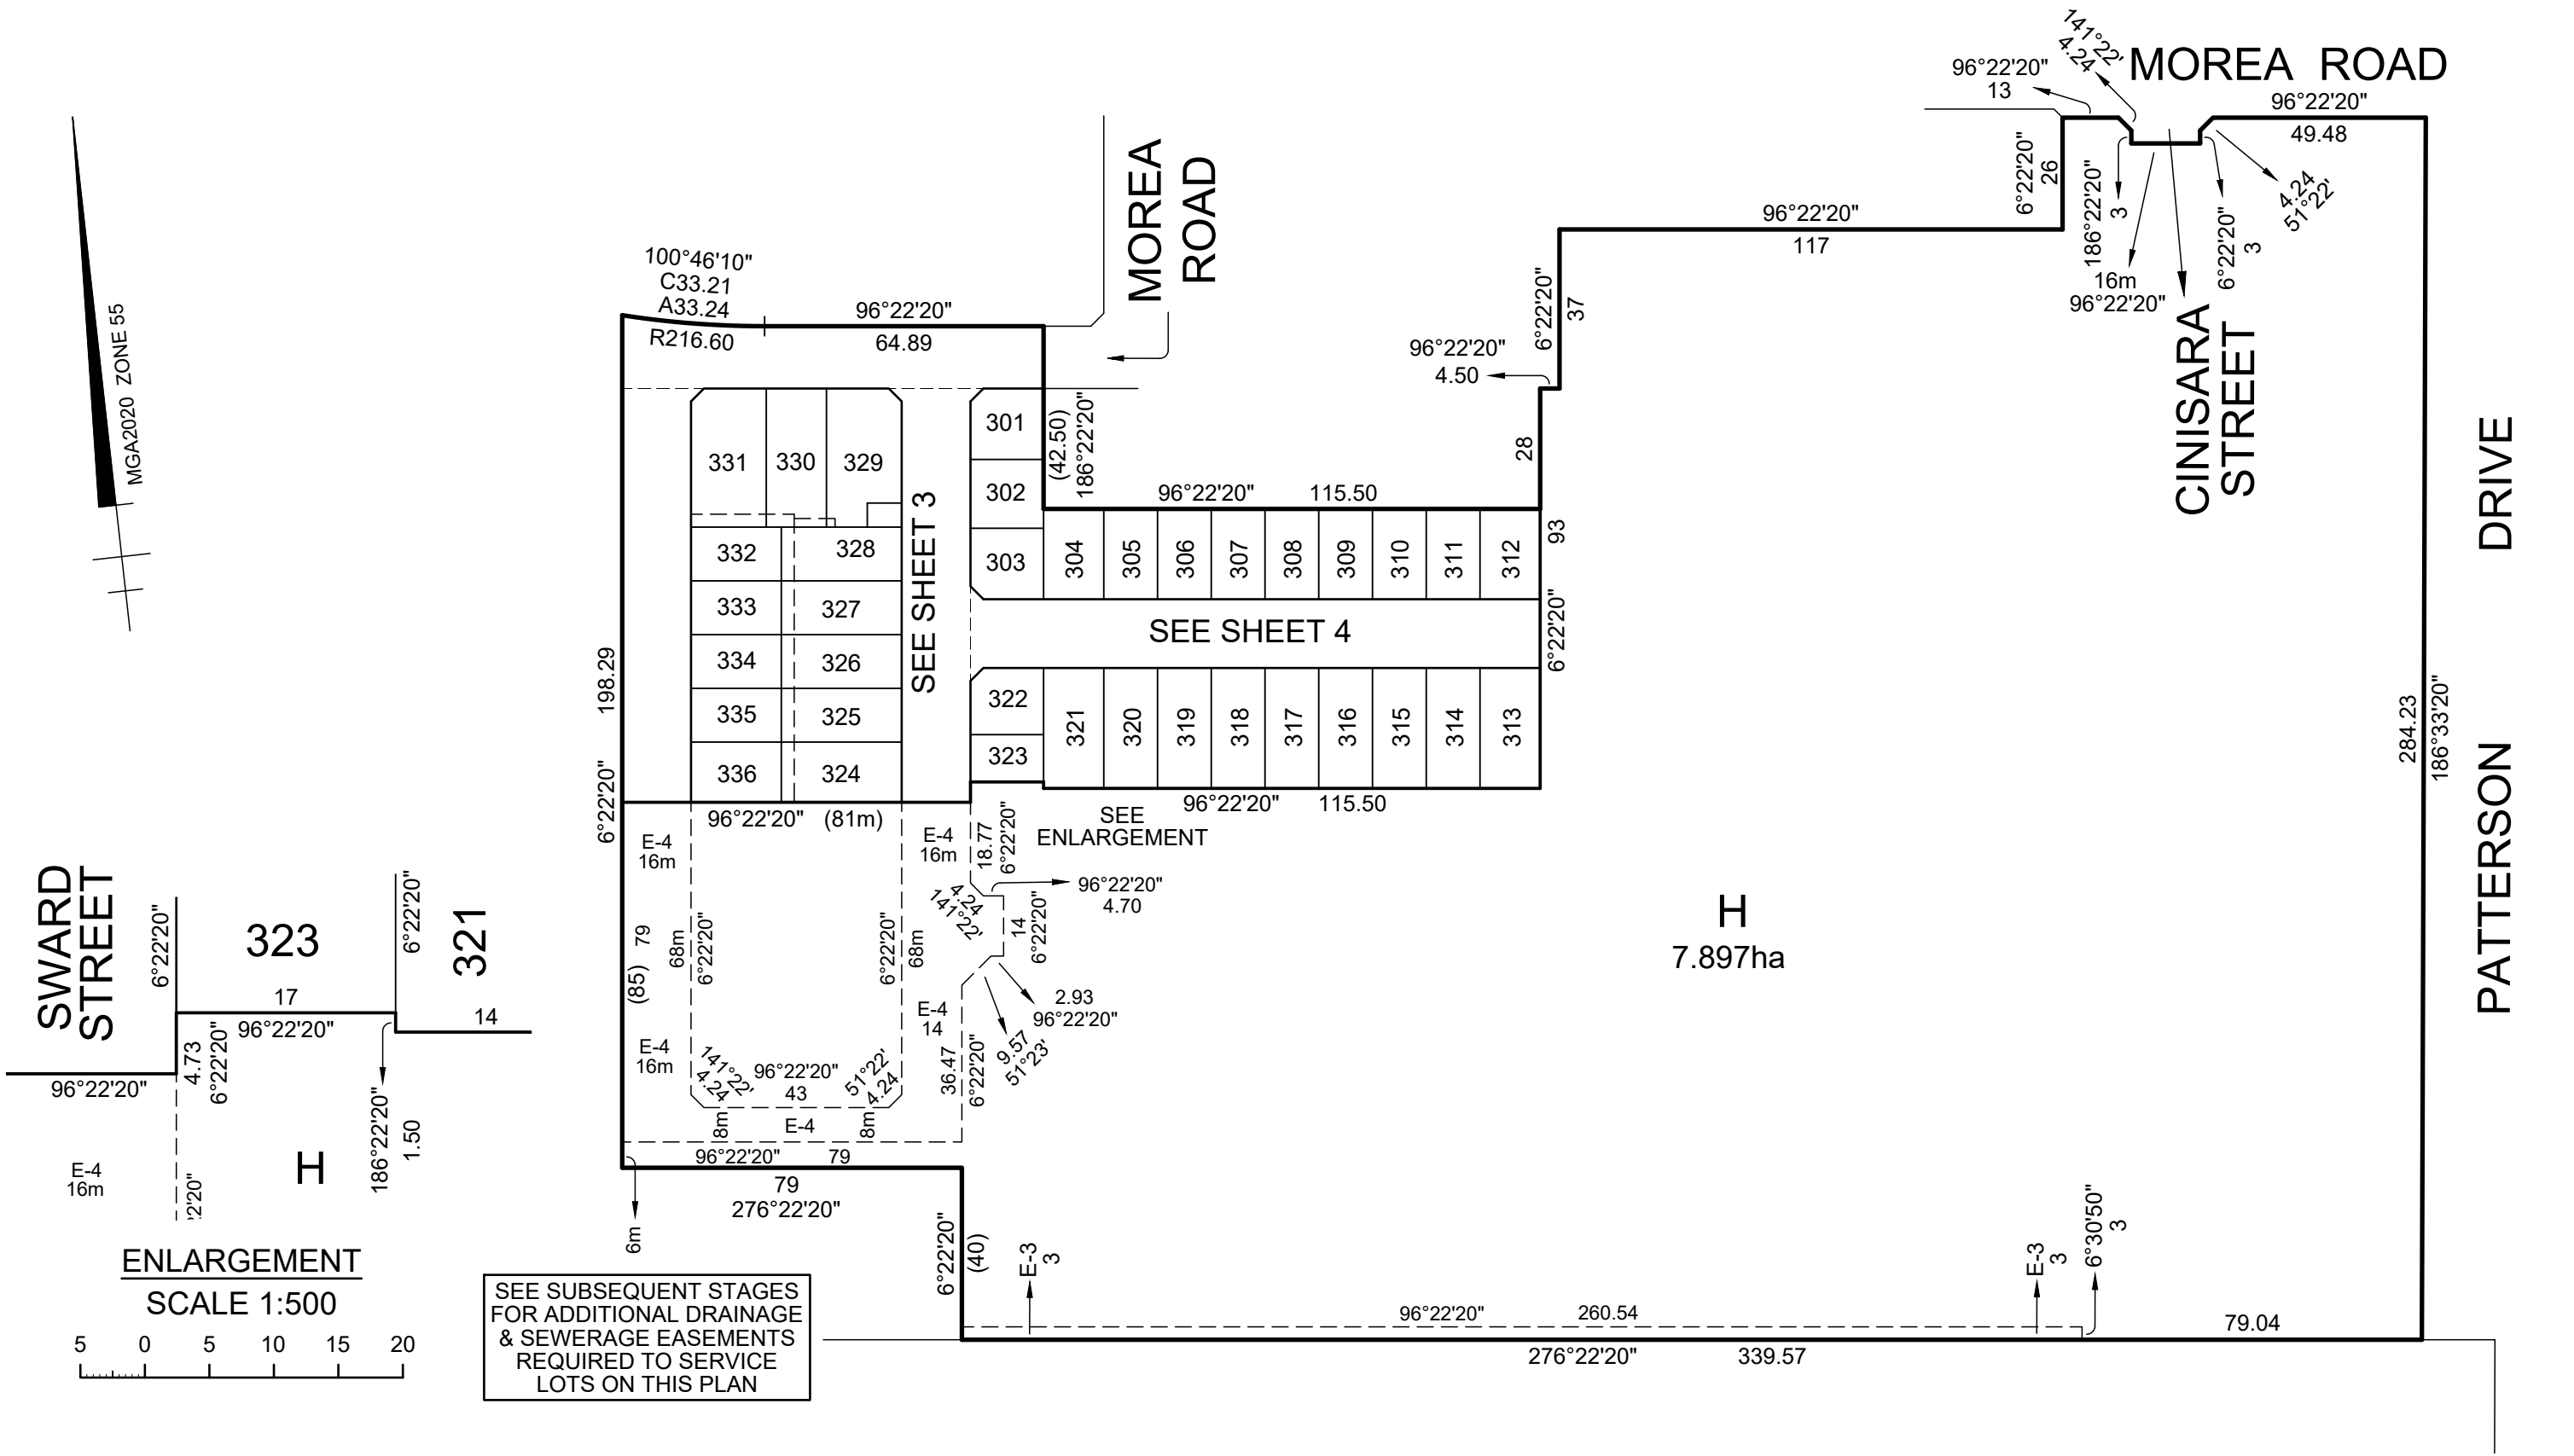 141°22'
4.24
MOREA ROAD
96°22'20"
13
96°22'20"
49.48
6°22'20"
26
186°22'20"
3
16m
96°22'20"
6°22'20"
3
4.24
51°22'
CINISARA
STREET
96°22'20"
117
MOREA
ROAD
MGA2020 ZONE 55
100°46'10"
C33.21
A33.24
R216.60
96°22'20"
64.89
6°22'20"
37
96°22'20"
4.50
28
(42.50)
186°22'20"
96°22'20" 115.50
93
6°22'20"
301
302
303
304
305
306
307
308
309
310
311
312
331
330
329
332
328
333
327
334
326
335
325
336
324
SEE SHEET 3
SEE SHEET 4
322
323
321
320
319
318
317
316
315
314
313
198.29
6°22'20"
96°22'20" (81m)
96°22'20" 115.50
SEE
ENLARGEMENT
PATTERSON DRIVE
284.23
186°33'20"
H
7.897ha
E-4
16m
E-4
16m
18.77
6°22'20"
96°22'20"
4.70
4.24
141°22'
14
6°22'20"
2.93
96°22'20"
9.57
51°23'
E-4
14
36.47
6°22'20"
(85)
79
68m
6°22'20"
6°22'20"
68m
E-4
16m
141°22'
4.24
96°22'20"
43
51°22'
4.24
8m
E-4
8m
96°22'20" 79
79
276°22'20"
6m
6°22'20"
(40)
E-3
3
96°22'20" 260.54
E-3
3
6°30'50"
3
79.04
276°22'20" 339.57
SWARD
STREET
6°22'20"
323
6°22'20"
321
17
96°22'20"
14
4.73
6°22'20"
96°22'20"
186°22'20"
1.50
E-4
16m
22'20"
H
ENLARGEMENT
SCALE 1:500
5 0 5 10 15 20
SEE SUBSEQUENT STAGES
FOR ADDITIONAL DRAINAGE
& SEWERAGE EASEMENTS
REQUIRED TO SERVICE
LOTS ON THIS PLAN